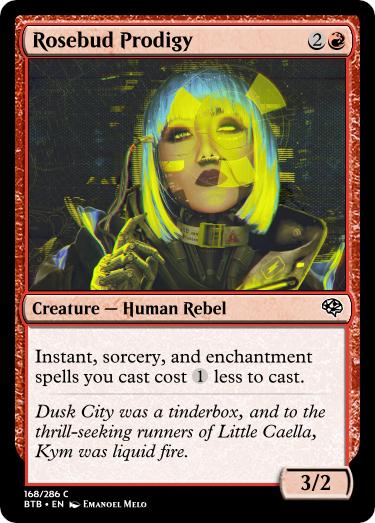 Rosebud Prodigy 2
Creature — Human Rebel
Instant, sorcery, and enchantment
spells you cast cost 1 less to cast.
Dusk City was a tinderbox, and to the
thrill-seeking runners of Little Caella,
Kym was liquid fire.
3/2
168/286 C
BTB • EN Emanoel Melo